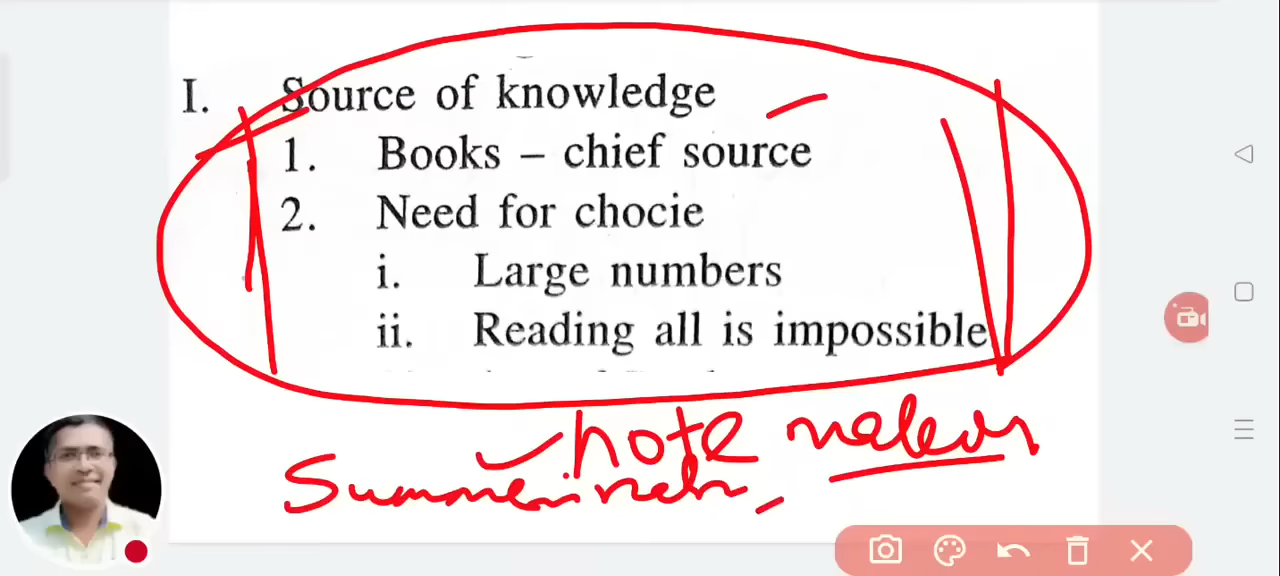 I. Source of knowledge
1. Books – chief source
2. Need for chocie
i. Large numbers
ii. Reading all is impossible
note